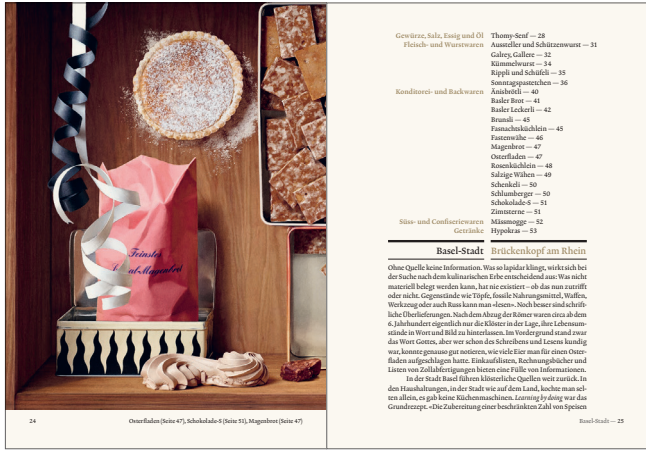 Feinstes
al-Magenbrot
24
Osterfladen (Seite 47), Schokolade-S (Seite 51), Magenbrot (Seite 47)
Gewürze, Salz, Essig und Öl Thomy-Senf — 28
Fleisch- und Wurstwaren Aussteller und Schützenwurst — 31
Galrey, Gallere — 32
Kümmelwurst — 34
Rippli und Schüfeli — 35
Sonntagspastetchen — 36
Konditorei- und Backwaren Änisbrötli — 40
Basler Brot — 41
Basler Leckerli — 42
Brunsli — 45
Fasnachtsküchlein — 45
Fastenwähe — 46
Magenbrot — 47
Osterfladen — 47
Rosenküchlein — 48
Salzige Wähen — 49
Schenkeli — 50
Schlumberger — 50
Schokolade-S — 51
Zimtsterne — 51
Süss- und Confiseriewaren Mässmogge — 52
Getränke Hypokras — 53
Basel-Stadt Brückenkopf am Rhein
Ohne Quelle keine Information. Was so lapidar klingt, wirkt sich bei
der Suche nach dem kulinarischen Erbe entscheidend aus: Was nicht
materiell belegt werden kann, hat nie existiert – ob das nun zutrifft
oder nicht. Gegenstände wie Töpfe, fossile Nahrungsmittel, Waffen,
Werkzeug oder auch Russ kann man «lesen». Noch besser sind schrift-
liche Überlieferungen. Nach dem Abzug der Römer waren circa ab dem
6. Jahrhundert eigentlich nur die Klöster in der Lage, ihre Lebensum-
stände in Wort und Bild zu hinterlassen. Im Vordergrund stand zwar
das Wort Gottes, aber wer schon des Schreibens und Lesens kundig
war, konnte genauso gut notieren, wie viele Eier man für einen Oster-
fladen aufgeschlagen hatte. Einkaufslisten, Rechnungsbücher und
Listen von Zollabfertigungen bieten eine Fülle von Informationen.
In der Stadt Basel führen klösterliche Quellen weit zurück. In
den Haushaltungen, in der Stadt wie auf dem Land, kochte man sel-
ten allein, es gab keine Küchenmaschinen. Learning by doing war das
Grundrezept. «Die Zubereitung einer beschränkten Zahl von Speisen
Basel-Stadt — 25